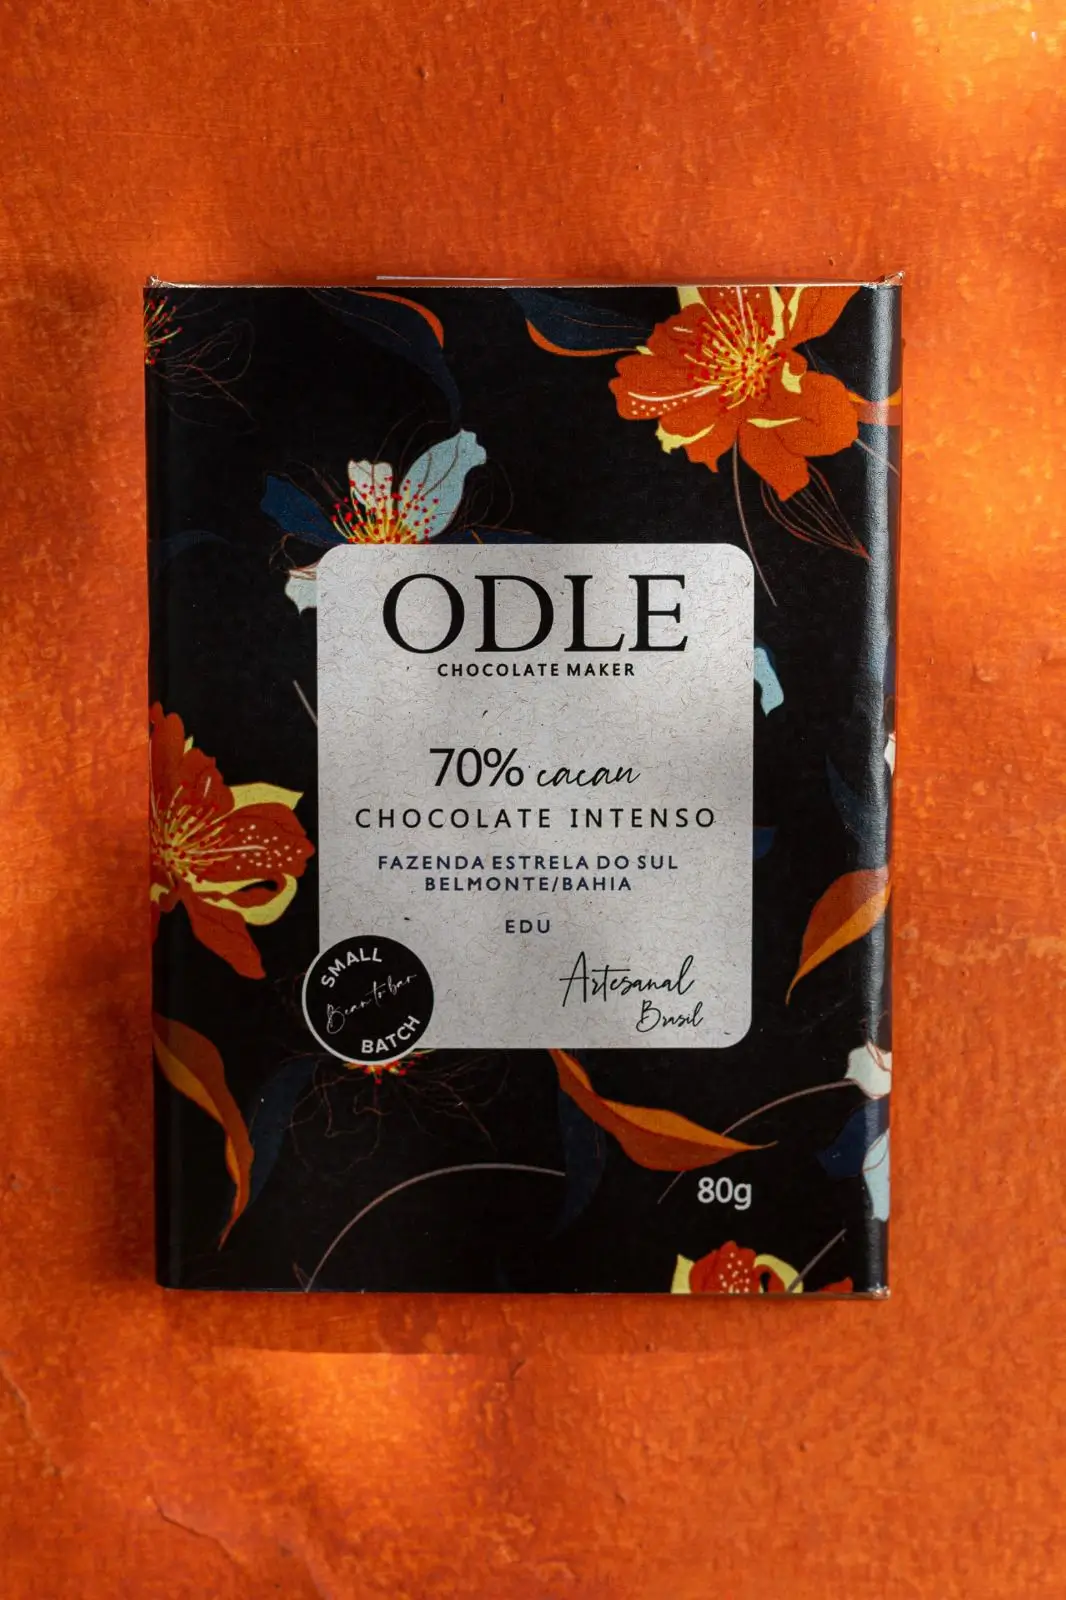 ODLE
CHOCOLATE MAKER
70% cacau
CHOCOLATE INTENSO
FAZENDA ESTRELA DO SUL
BELMONTE/BAHIA
EDU
Artesanal
Brasil
SMALL
Bean to bar
BATCH
80g